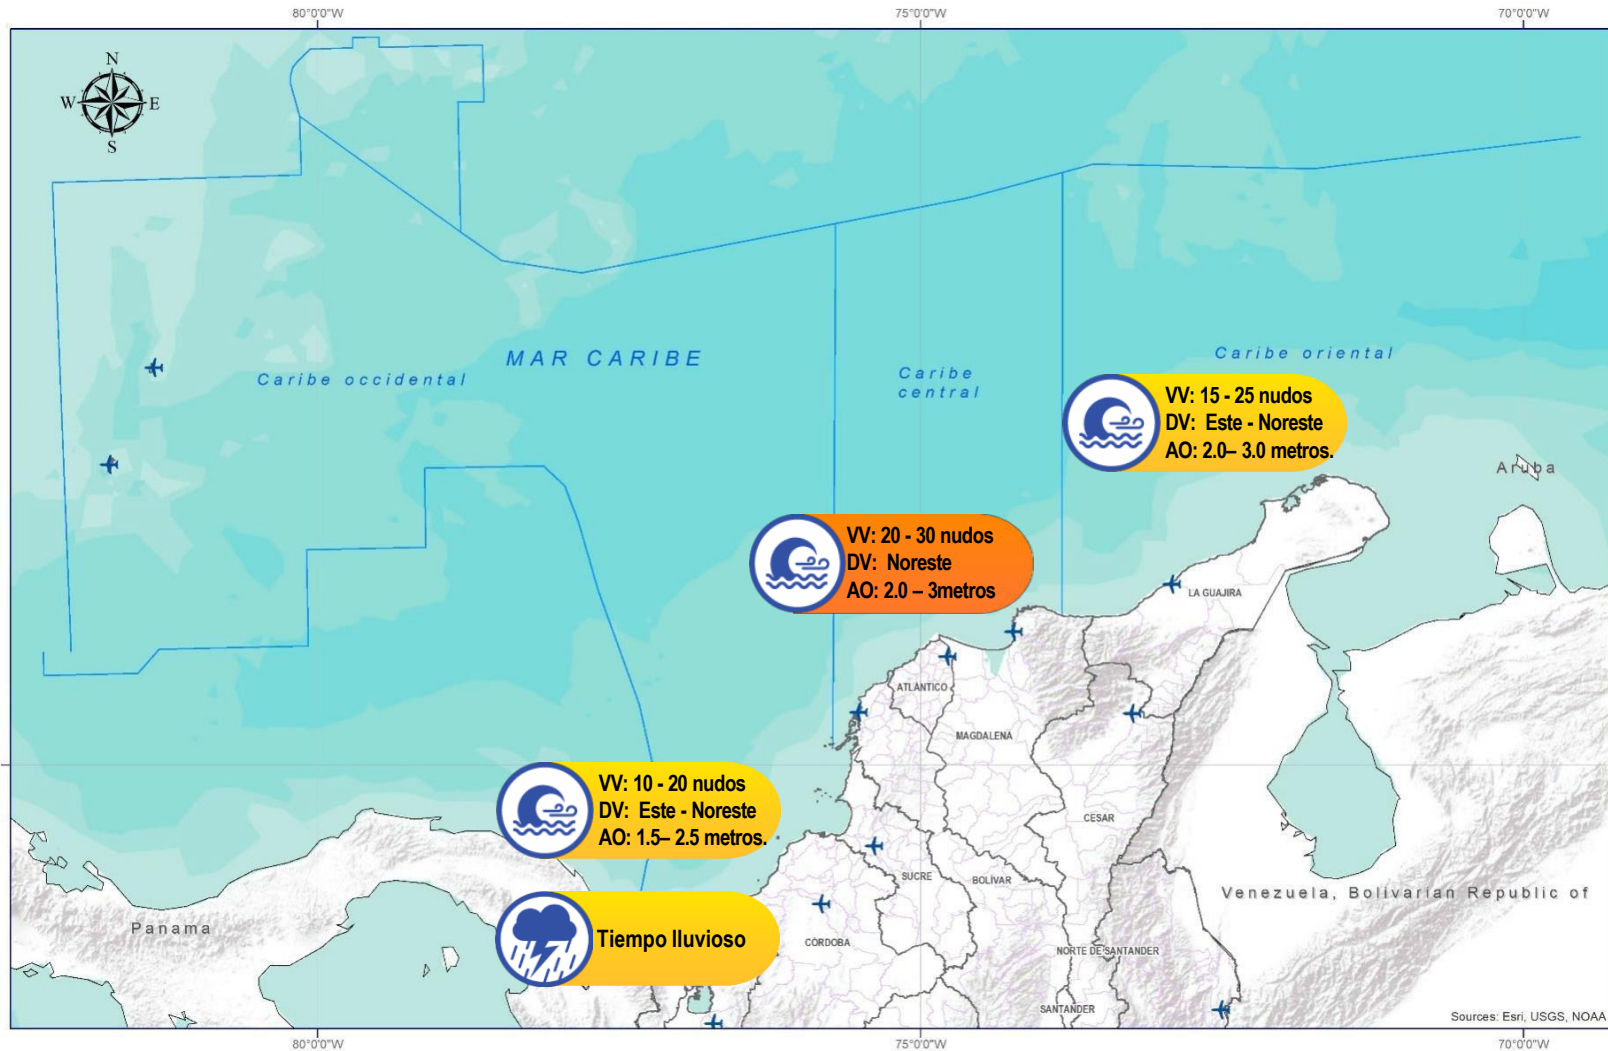 80°0'0"W
75°0'0"W
70°0'0"W
N
W
E
S
MAR CARIBE
Caribe occidental
Caribe
central
Caribe oriental
VV: 15 - 25 nudos
DV: Este - Noreste
AO: 2.0– 3.0 metros.
Aruba
VV: 20 - 30 nudos
DV: Noreste
AO: 2.0 – 3metros
LA GUAJIRA
ATLÁNTICO
MAGDALENA
VV: 10 - 20 nudos
DV: Este - Noreste
AO: 1.5– 2.5 metros.
CESAR
SUCRE
BOLÍVAR
Venezuela, Bolivarian Republic of
Panama
Tiempo lluvioso
CÓRDOBA
NORTE DE SANTANDER
SANTANDER
Sources: Esri, USGS, NOAA
80°0'0"W
75°0'0"W
70°0'0"W